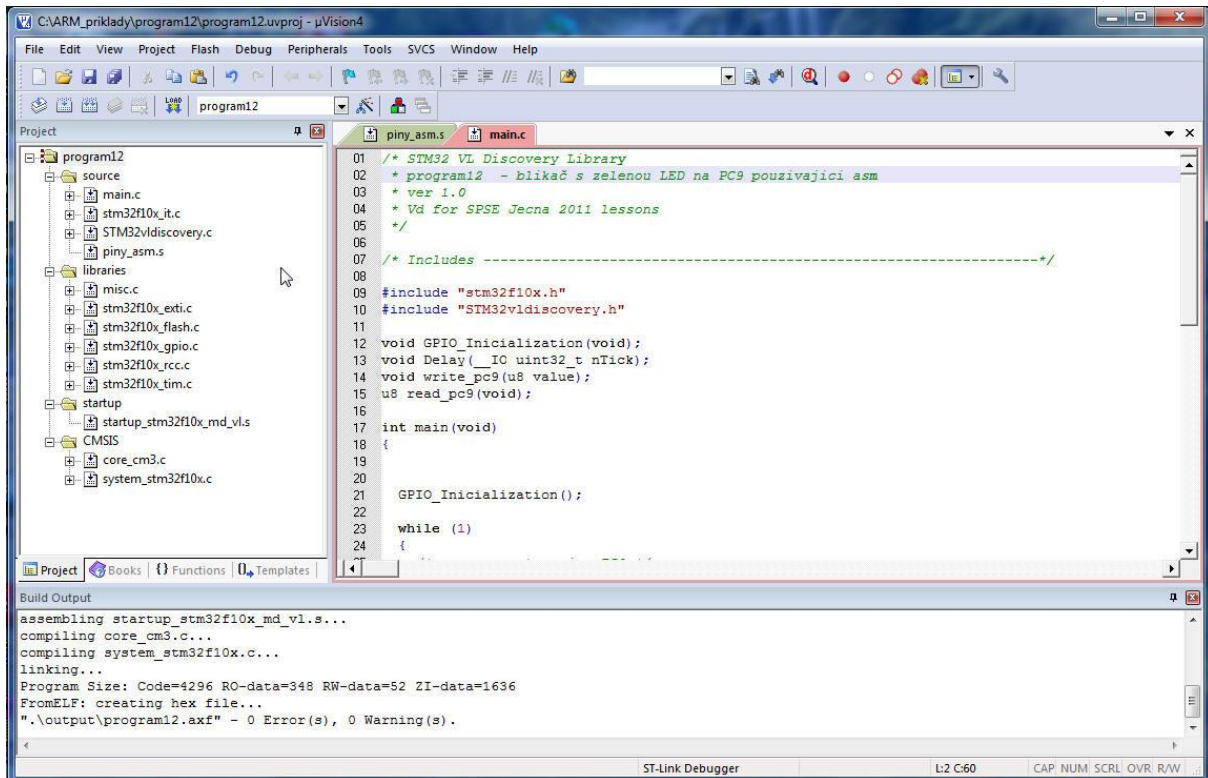 C:\ARM_priklady\program12\program12.uvproj - µVision4
File Edit View Project Flash Debug Peripherals Tools SVCS Window Help
LOAD program12
Project
program12
source
main.c
stm32f10x_it.c
STM32vldiscovery.c
piny_asm.s
libraries
misc.c
stm32f10x_exti.c
stm32f10x_flash.c
stm32f10x_gpio.c
stm32f10x_rcc.c
stm32f10x_tim.c
startup
startup_stm32f10x_md_vl.s
CMSIS
core_cm3.c
system_stm32f10x.c
Project Books {} Functions Templates
piny_asm.s main.c
01 /* STM32 VL Discovery Library
02 * program12 - blikač s zelenou LED na PC9 pouzivajici asm
03 * ver 1.0
04 * Vd for SPSE Jecna 2011 lessons
05 */
06
07 /* Includes ------------------------------------------------------------------*/
08
09 #include "stm32f10x.h"
10 #include "STM32vldiscovery.h"
11
12 void GPIO_Inicialization(void);
13 void Delay(__IO uint32_t nTick);
14 void write_pc9(u8 value);
15 u8 read_pc9(void);
16
17 int main(void)
18 {
19
20
21 GPIO_Inicialization();
22
23 while (1)
24 {
Build Output
assembling startup_stm32f10x_md_vl.s...
compiling core_cm3.c...
compiling system_stm32f10x.c...
linking...
Program Size: Code=4296 RO-data=348 RW-data=52 ZI-data=1636
FromELF: creating hex file...
".\output\program12.axf" - 0 Error(s), 0 Warning(s).
ST-Link Debugger L:2 C:60 CAP NUM SCRL OVR R/W